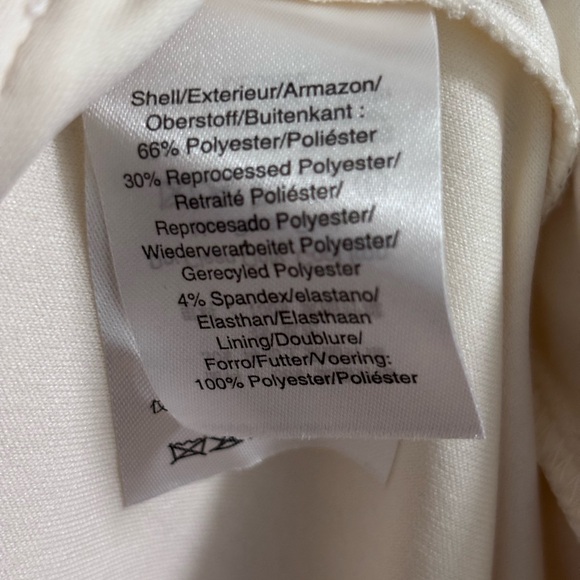 Shell/Exterieur/Armazon/
Oberstoff/Buitenkant :
66% Polyester/Poliéster
30% Reprocessed Polyester/
Retraité Poliéster/
Reprocesado Polyester/
Wiederverarbeitet Polyester/
Gerecyled Polyester
4% Spandex/elastano/
Elasthan/Elasthaan
Lining/Doublure/
Forro/Futter/Voering:
100% Polyester/Poliéster